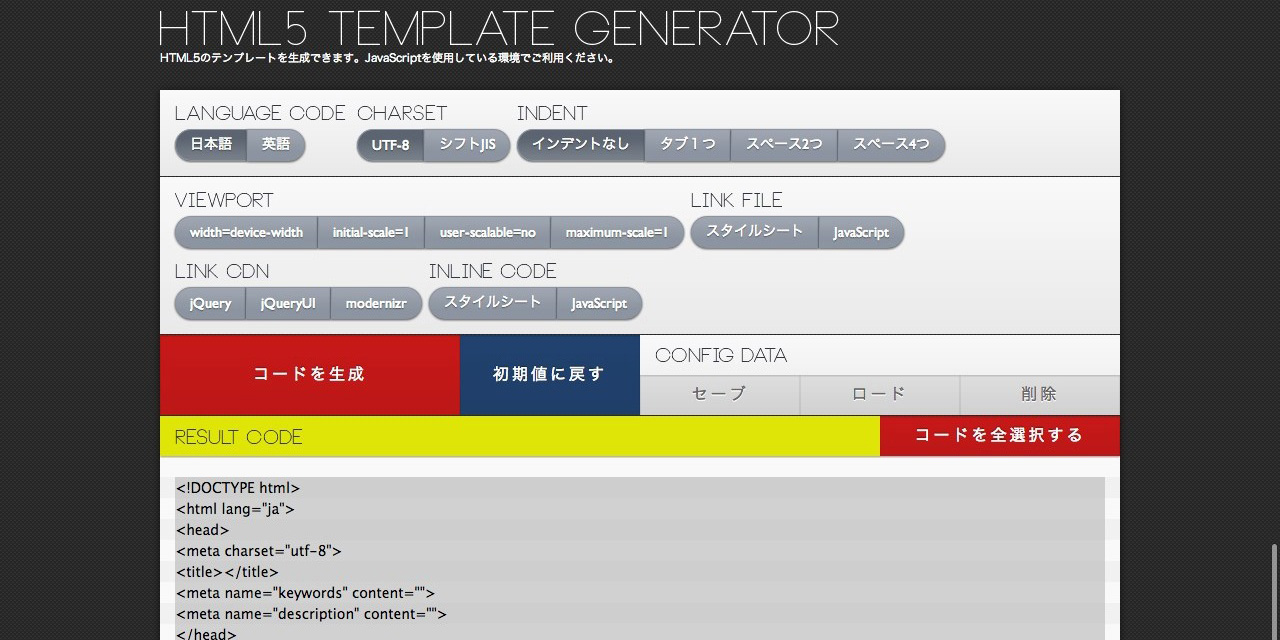 HTML5 TEMPLATE GENERATOR
HTML5のテンプレートを生成できます。JavaScriptを使用している環境でご利用ください。
LANGUAGE CODE CHARSET INDENT
日本語 英語 UTF-8 シフトJIS インデントなし タブ1つ スペース2つ スペース4つ
VIEWPORT LINK FILE
width=device-width initial-scale=1 user-scalable=no maximum-scale=1 スタイルシート JavaScript
LINK CDN INLINE CODE
jQuery jQueryUI modernizr スタイルシート JavaScript
CONFIG DATA
コードを生成 初期値に戻す
セーブ ロード 削除
RESULT CODE コードを全選択する
<!DOCTYPE html>
<html lang="ja">
<head>
<meta charset="utf-8">
<title></title>
<meta name="keywords" content="">
<meta name="description" content="">
</head>